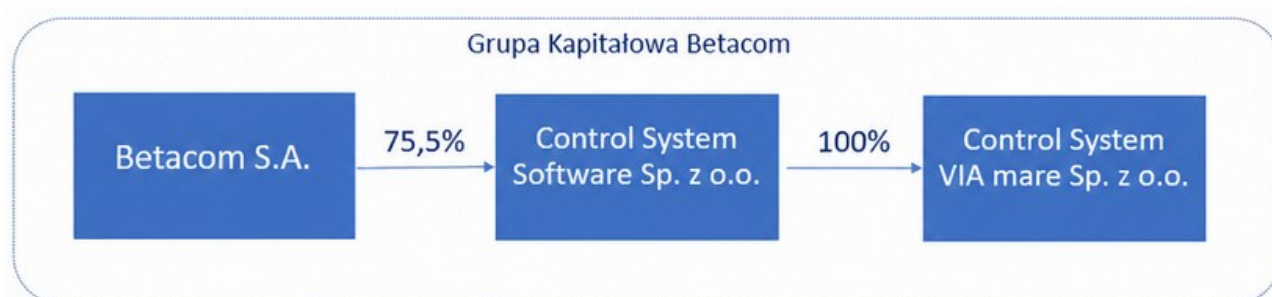 Grupa Kapitałowa Betacom
Betacom S.A.
75,5%
Control System
Software Sp. z o.o.
100%
Control System
VIA mare Sp. z o.o.